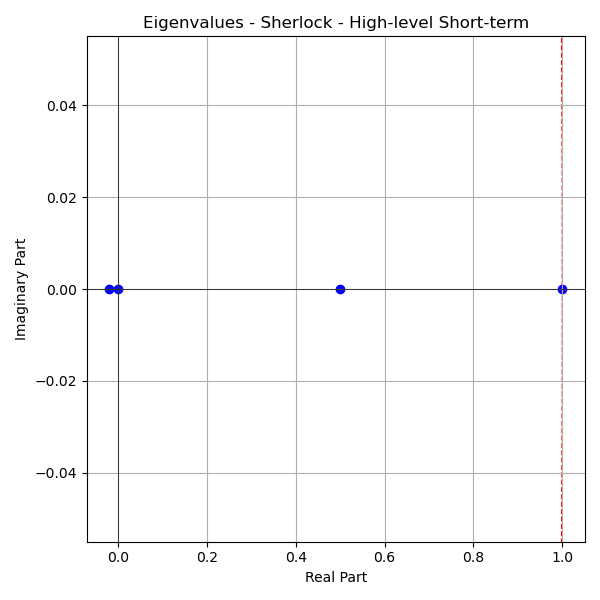 Eigenvalues - Sherlock - High-level Short-term
0.04
0.02
0.00
−0.02
−0.04
Imaginary Part
0.0 0.2 0.4 0.6 0.8 1.0
Real Part